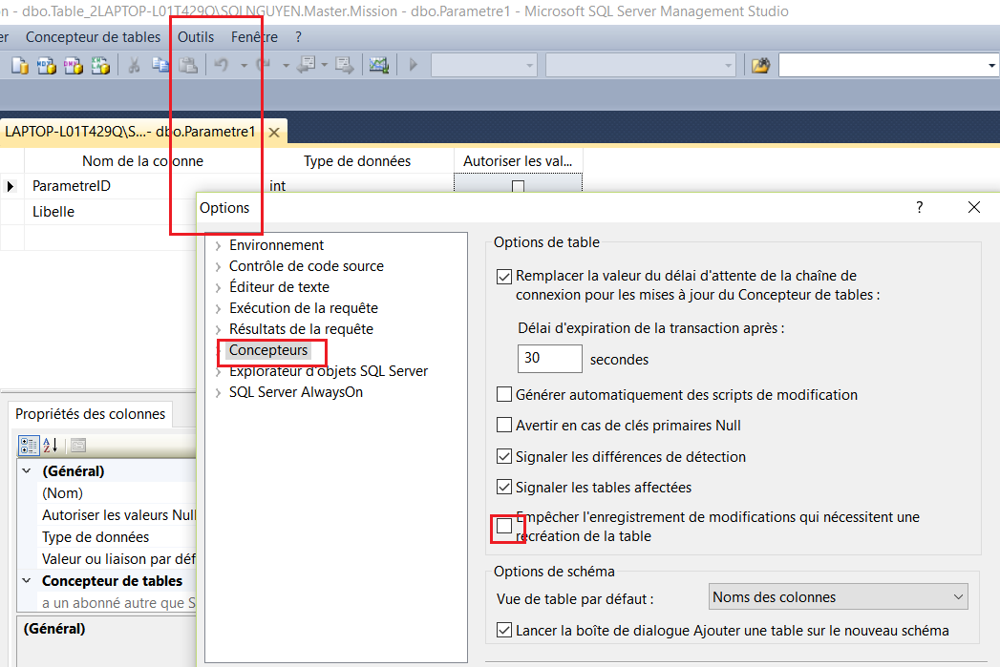 n - dbo.Table_2LAPTOP-L01T429Q\SQLNGUYEN.Master.Mission - dbo.Parametre1 - Microsoft SQL Server Management Studio
er Concepteur de tables Outils Fenêtre ?
LAPTOP-L01T429Q\S...- dbo.Parametre1
Nom de la colonne Type de données Autoriser les val...
ParametreID int
Libelle
Options ?
Environnement
Contrôle de code source
Éditeur de texte
Exécution de la requête
Résultats de la requête
Concepteurs
Explorateur d'objets SQL Server
SQL Server AlwaysOn
Options de table
Remplacer la valeur du délai d'attente de la chaîne de
connexion pour les mises à jour du Concepteur de tables :
Délai d'expiration de la transaction après :
30 secondes
Générer automatiquement des scripts de modification
Avertir en cas de clés primaires Null
Signaler les différences de détection
Signaler les tables affectées
Empêcher l'enregistrement de modifications qui nécessitent une
recréation de la table
Options de schéma
Vue de table par défaut : Noms des colonnes
Lancer la boîte de dialogue Ajouter une table sur le nouveau schéma
Propriétés des colonnes
(Général)
(Nom)
Autoriser les valeurs Null
Type de données
Valeur ou liaison par déf
Concepteur de tables
a un abonné autre que S
(Général)